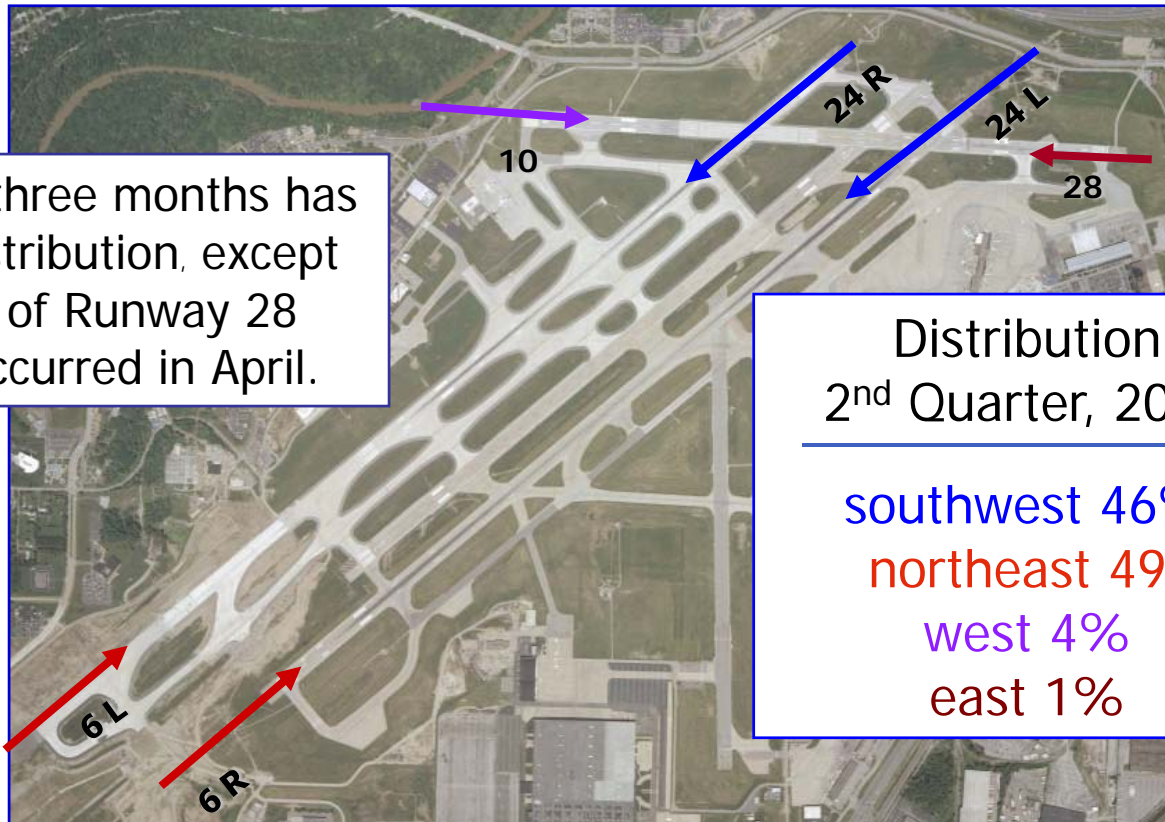 24 R
24 L
10
28
three months has
tribution, except
of Runway 28
ccurred in April.
Distribution
2nd Quarter, 20
southwest 46%
northeast 49
west 4%
east 1%
6 L
6 R